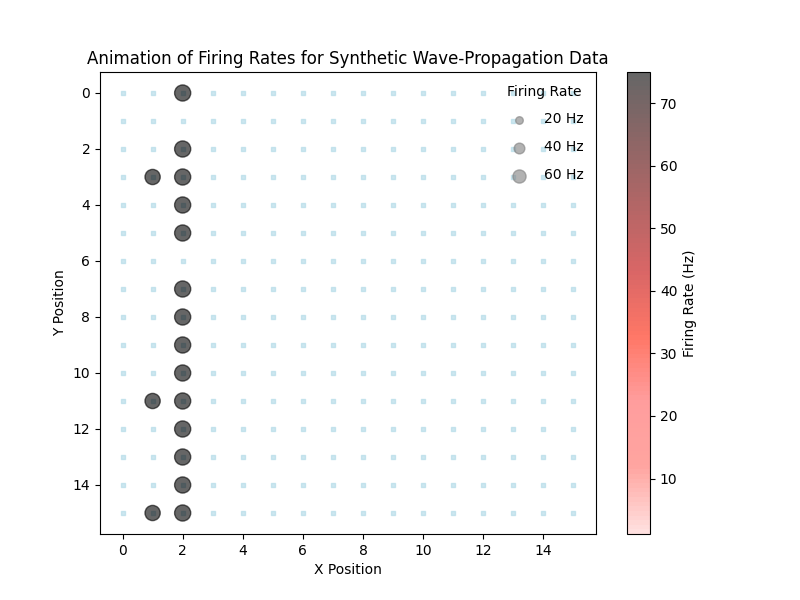 Animation of Firing Rates for Synthetic Wave-Propagation Data
Firing Rate
20 Hz
40 Hz
60 Hz
0
2
4
6
8
10
12
14
Y Position
0 2 4 6 8 10 12 14
X Position
70
60
50
40
30
20
10
Firing Rate (Hz)